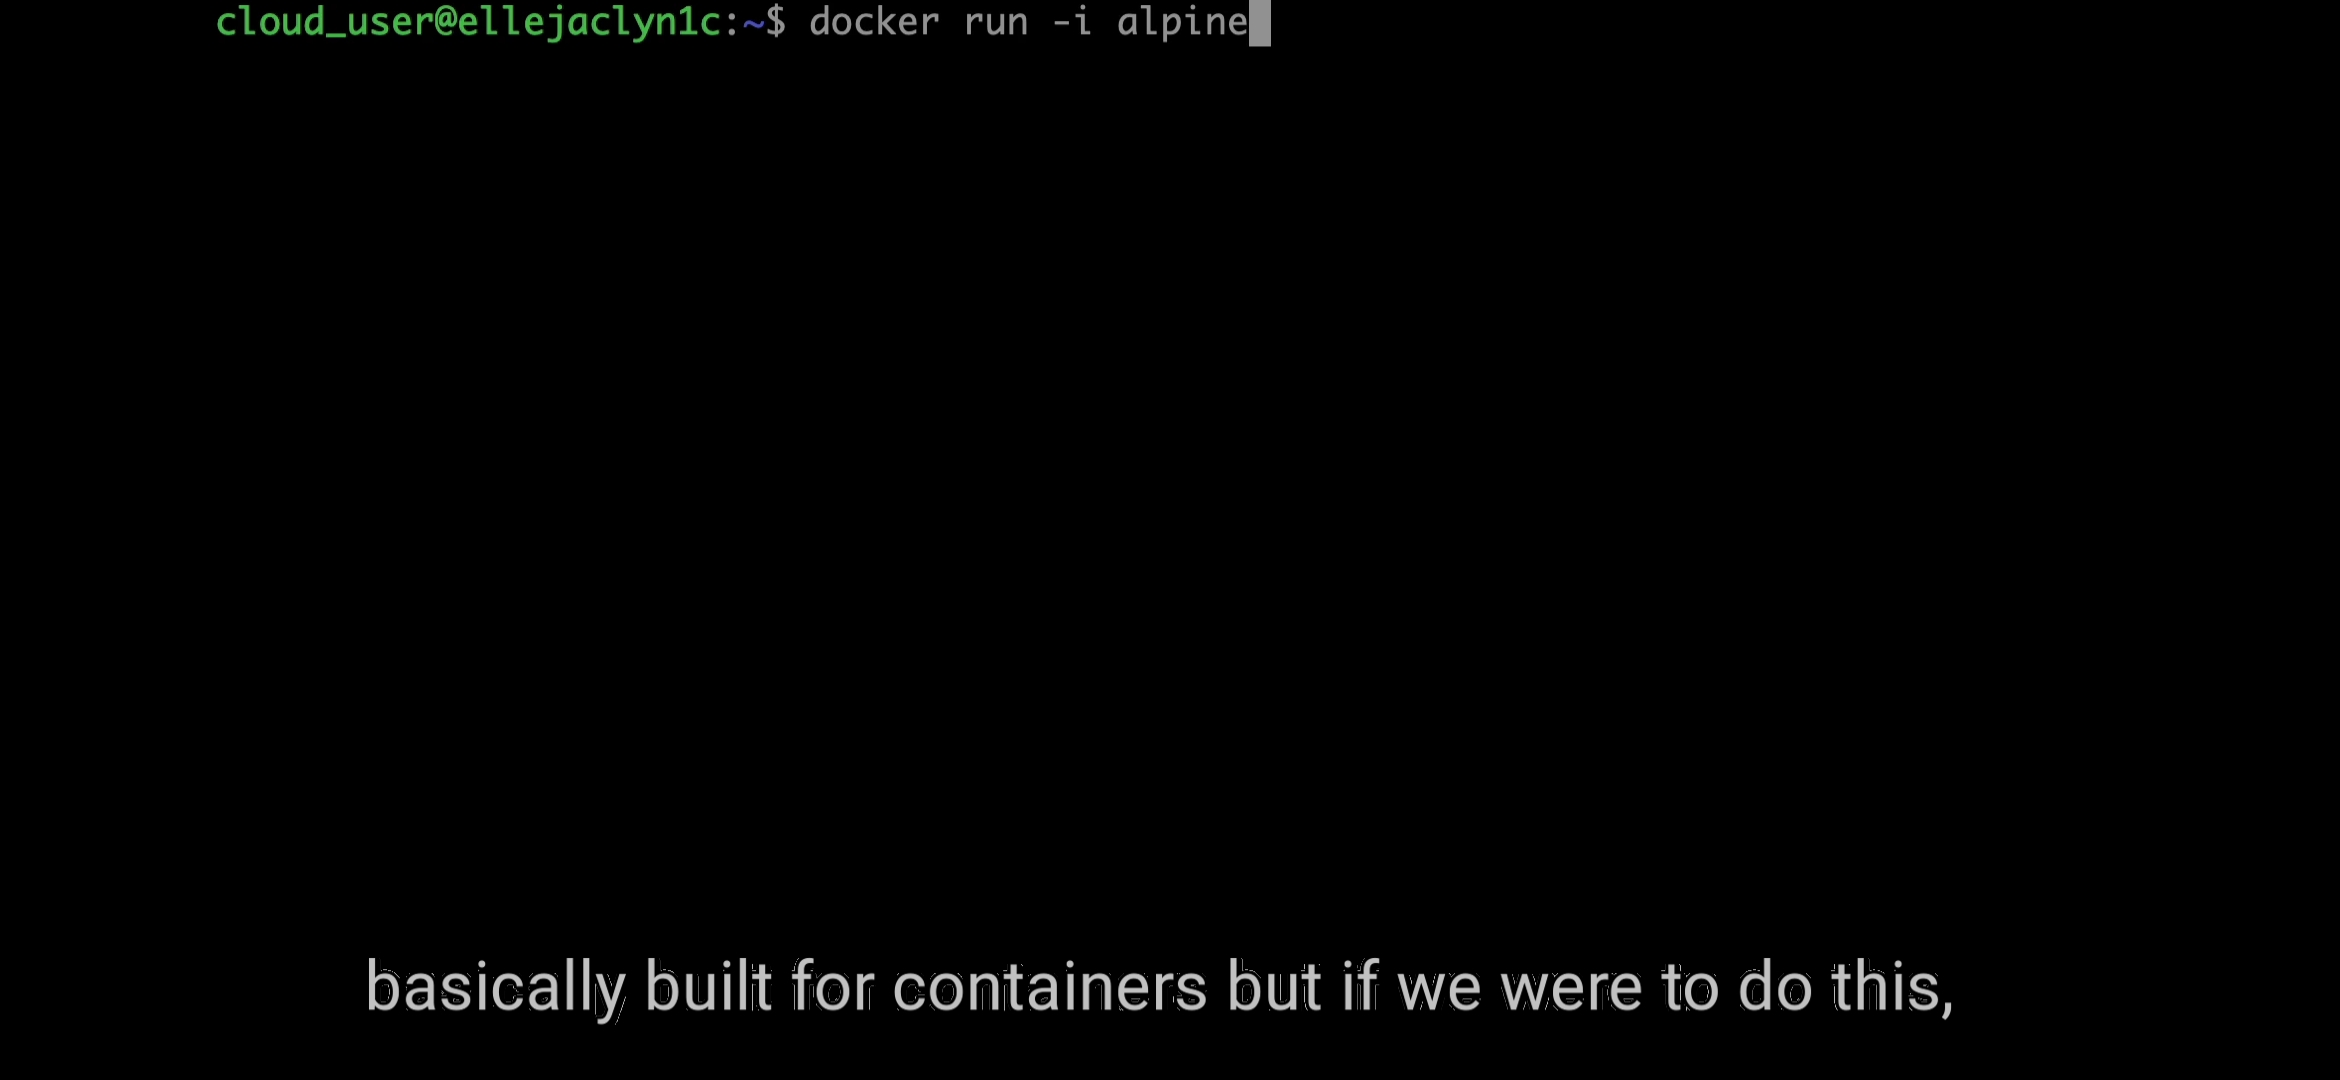 cloud_user@ellejaclyn1c:~$ docker run -i alpine
basically built for containers but if we were to do this,